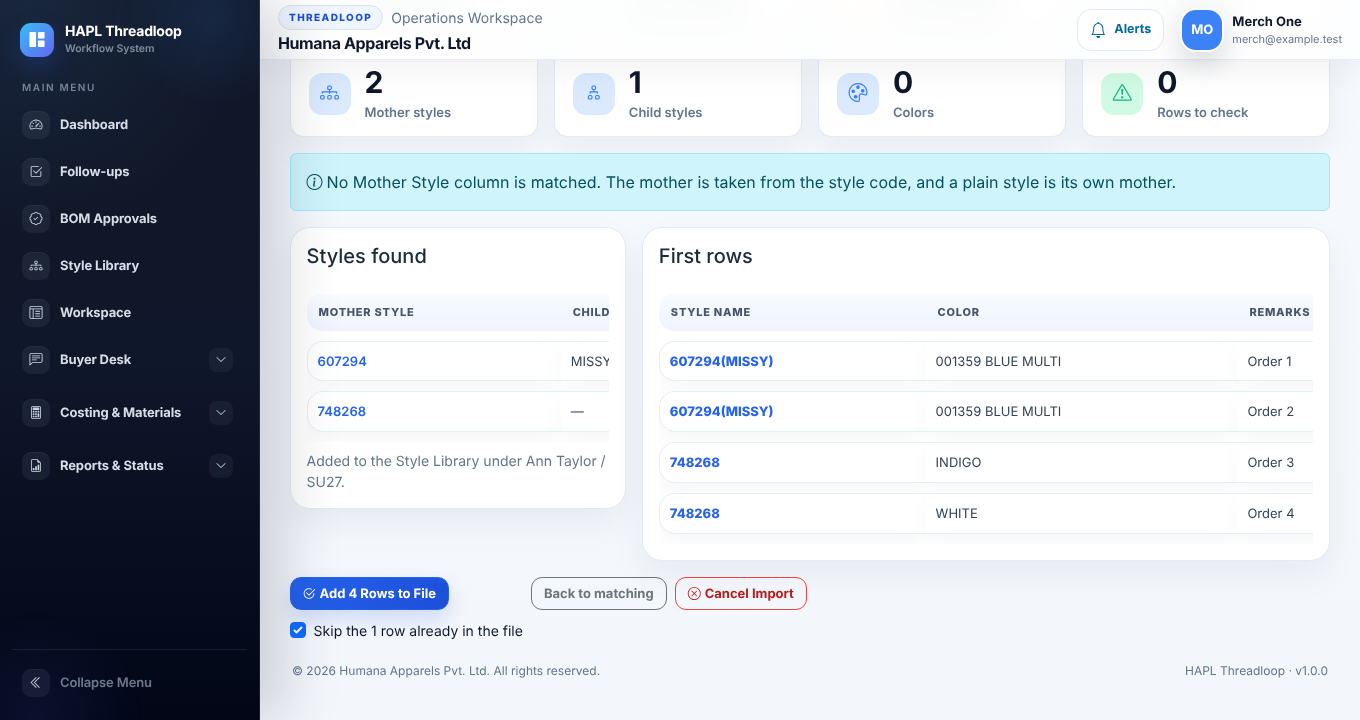 HAPL Threadloop
Workflow System
MAIN MENU
Dashboard
Follow-ups
BOM Approvals
Style Library
Workspace
Buyer Desk
Costing & Materials
Reports & Status
Collapse Menu
THREADLOOP Operations Workspace
Humana Apparels Pvt. Ltd
Alerts
MO
Merch One
merch@example.test
2
Mother styles
1
Child styles
0
Colors
0
Rows to check
No Mother Style column is matched. The mother is taken from the style code, and a plain style is its own mother.
Styles found
MOTHER STYLE CHILD
607294 MISSY
748268 —
Added to the Style Library under Ann Taylor /
SU27.
First rows
STYLE NAME COLOR REMARKS
607294(MISSY) 001359 BLUE MULTI Order 1
607294(MISSY) 001359 BLUE MULTI Order 2
748268 INDIGO Order 3
748268 WHITE Order 4
Add 4 Rows to File
Back to matching
Cancel Import
Skip the 1 row already in the file
© 2026 Humana Apparels Pvt. Ltd. All rights reserved.
HAPL Threadloop · v1.0.0